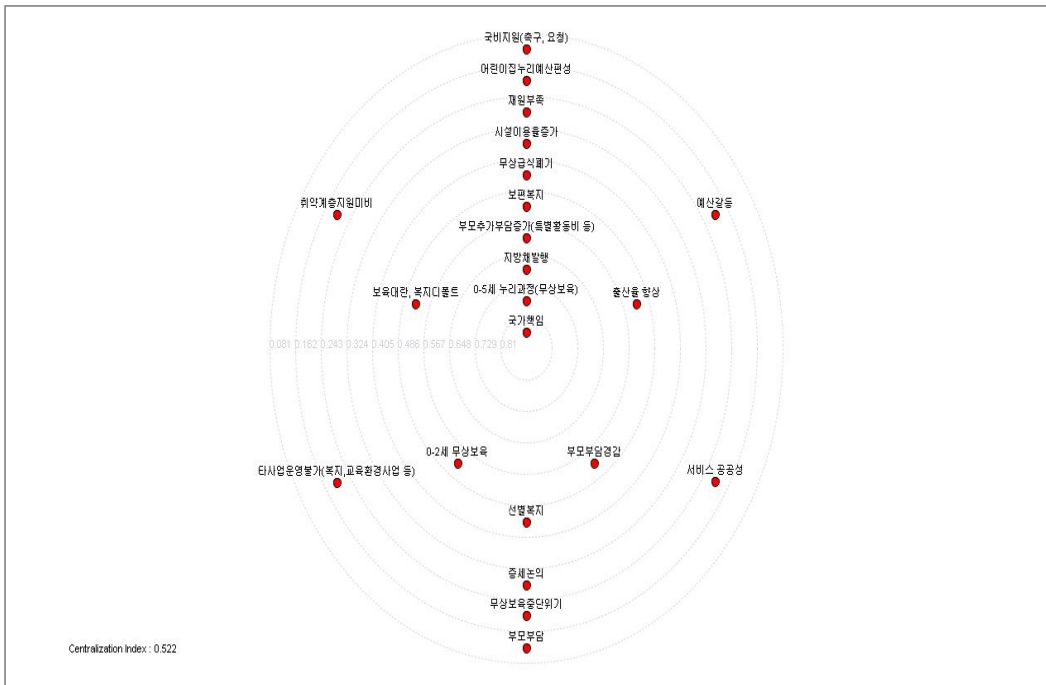 국비지원(촉구, 요청)
어린이집누리예산편성
재원부족
시설이용율증가
무상급식폐기
보편복지
취약계층지원미비
예산갈등
부모추가부담증가(특별활동비 등)
지방채발행
보육대란, 복지디폴트
0-5세 누리과정(무상보육)
출산율 향상
국가책임
0.081 0.162 0.243 0.324 0.405 0.486 0.567 0.648 0.729 0.81
0-2세 무상보육
부모부담경감
타사업운영불가(복지,교육환경사업 등)
서비스 공공성
선별복지
증세논의
무상보육중단위기
부모부담
Centralization Index : 0.522